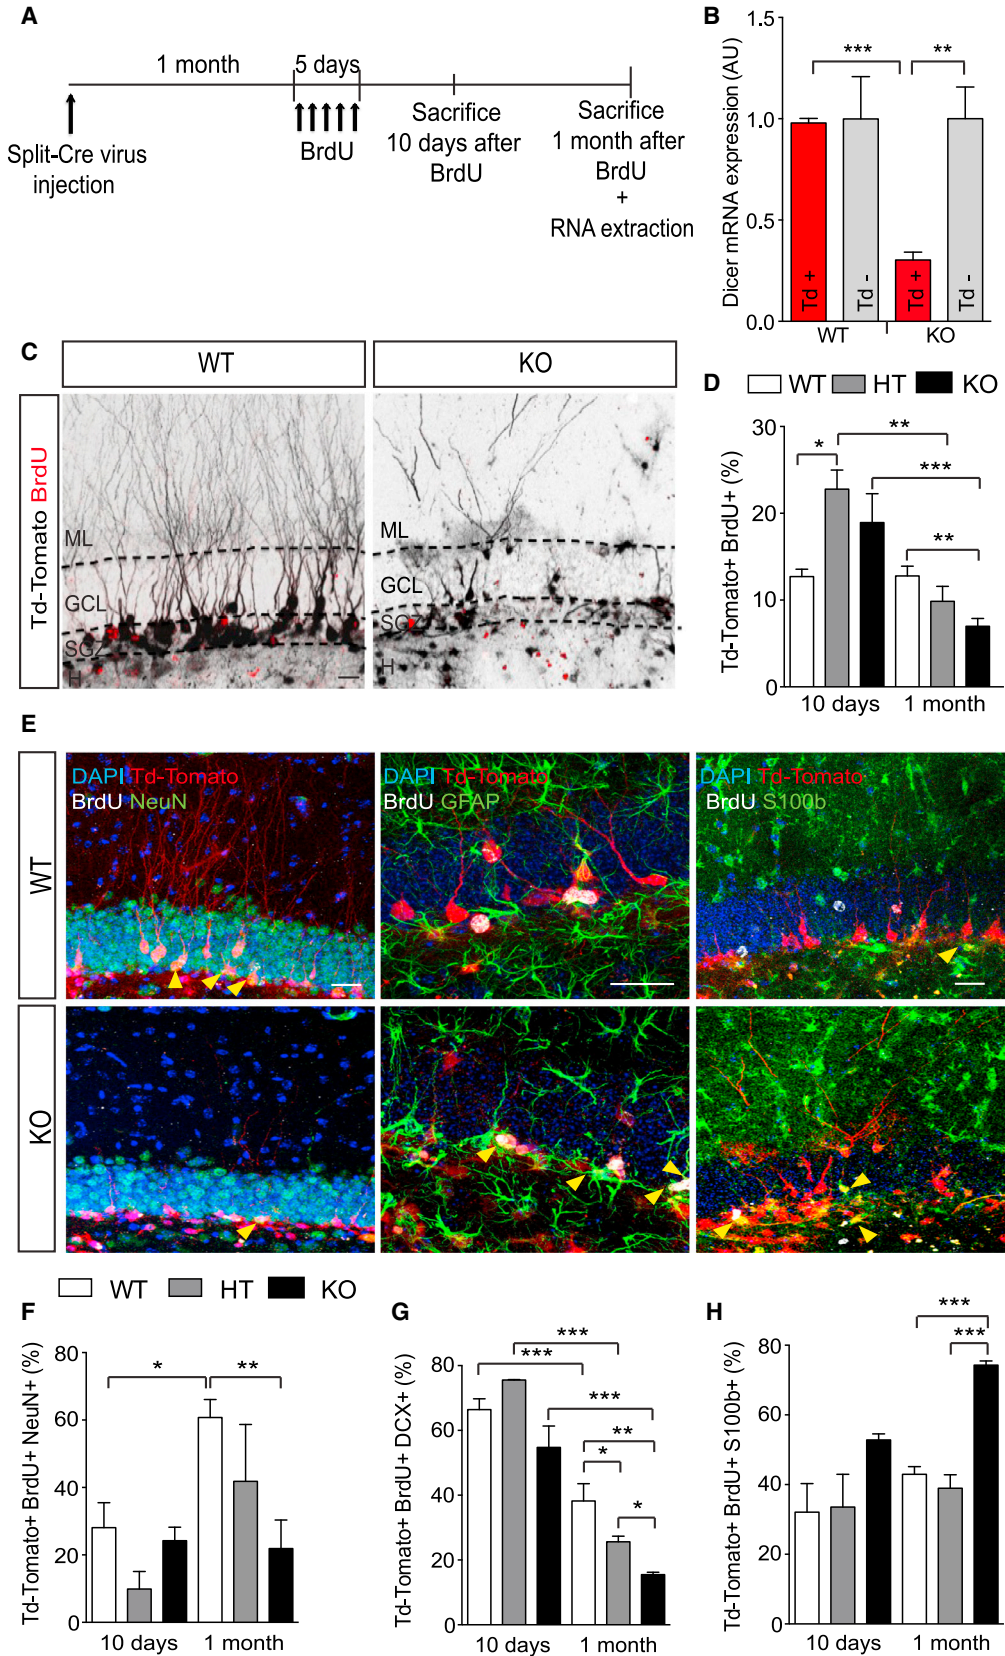 A
1 month
5 days
Split-Cre virus
injection
BrdU
Sacrifice
10 days after
BrdU
Sacrifice
1 month after
BrdU
+
RNA extraction
B
Dicer mRNA expression (AU)
1.5
1.0
0.5
0.0
***
**
Td +
Td -
Td +
Td -
WT
KO
C
WT
KO
Td-Tomato BrdU
ML
GCL
SGZ
H
ML
GCL
SGZ
H
D
WT
HT
KO
Td-Tomato+ BrdU+ (%)
30
20
10
0
*
**
***
**
10 days
1 month
E
WT
KO
DAPI Td-Tomato
BrdU NeuN
DAPI Td-Tomato
BrdU GFAP
DAPI Td-Tomato
BrdU S100b
WT
HT
KO
F
Td-Tomato+ BrdU+ NeuN+ (%)
80
60
40
20
0
*
**
10 days
1 month
G
Td-Tomato+ BrdU+ DCX+ (%)
80
60
40
20
0
***
***
***
**
*
*
10 days
1 month
H
Td-Tomato+ BrdU+ S100b+ (%)
80
60
40
20
0
***
***
10 days
1 month